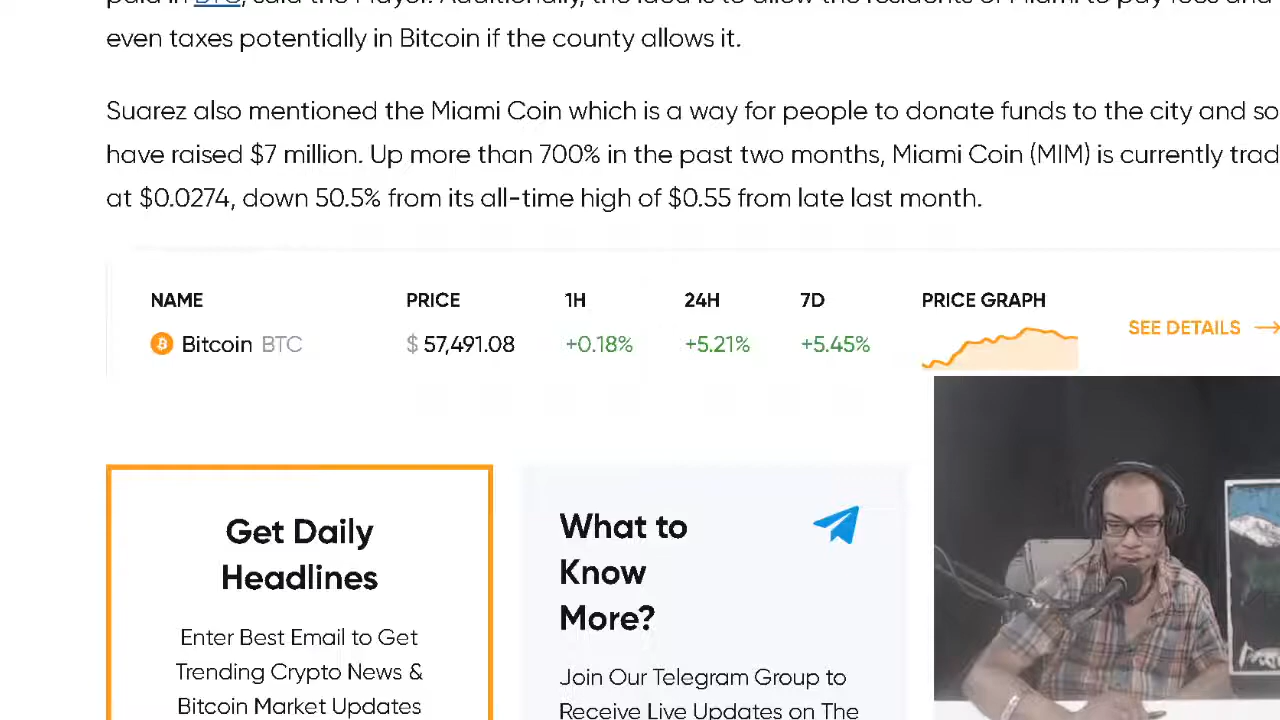 even taxes potentially in Bitcoin if the county allows it.
Suarez also mentioned the Miami Coin which is a way for people to donate funds to the city and so
have raised $7 million. Up more than 700% in the past two months, Miami Coin (MIM) is currently trad
at $0.0274, down 50.5% from its all-time high of $0.55 from late last month.
NAME PRICE 1H 24H 7D PRICE GRAPH
SEE DETAILS
Bitcoin BTC $ 57,491.08 +0.18% +5.21% +5.45%
Get Daily
Headlines
Enter Best Email to Get
Trending Crypto News &
Bitcoin Market Updates
What to
Know
More?
Join Our Telegram Group to
Receive Live Updates on The